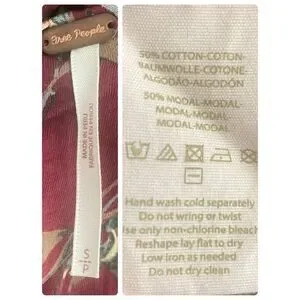 Free People
MADE IN PERU
S/P
50% COTTON-COTON-
BAUMWOLLE-COTONE-
ALGODÃO-ALGODÓN
50% MODAL-MODAL-
MODAL-MODAL-
MODAL-MODAL
Hand wash cold separately
Do not wring or twist
Use only non-chlorine bleach
Reshape lay flat to dry
Low iron as needed
Do not dry clean